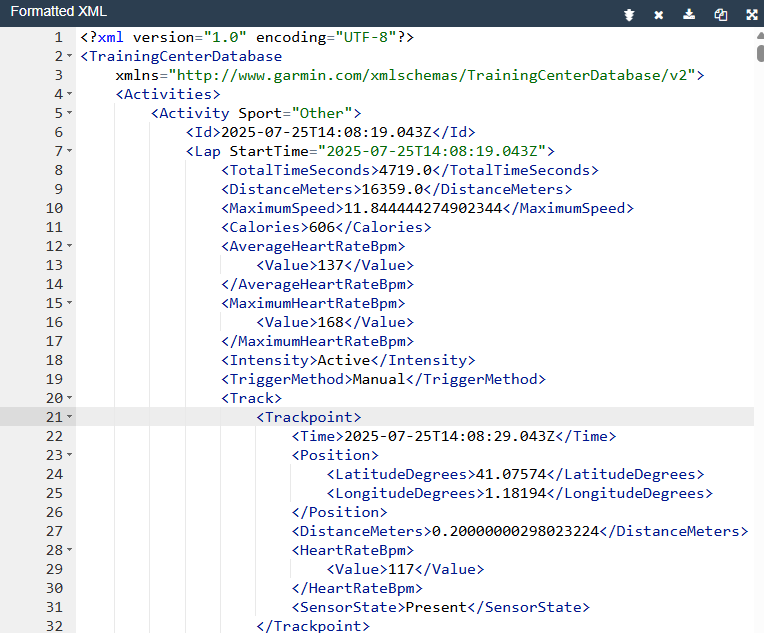 Formatted XML
1 <?xml version="1.0" encoding="UTF-8"?>
2 <TrainingCenterDatabase
3 xmlns="http://www.garmin.com/xmlschemas/TrainingCenterDatabase/v2">
4 <Activities>
5 <Activity Sport="Other">
6 <Id>2025-07-25T14:08:19.043Z</Id>
7 <Lap StartTime="2025-07-25T14:08:19.043Z">
8 <TotalTimeSeconds>4719.0</TotalTimeSeconds>
9 <DistanceMeters>16359.0</DistanceMeters>
10 <MaximumSpeed>11.844444274902344</MaximumSpeed>
11 <Calories>606</Calories>
12 <AverageHeartRateBpm>
13 <Value>137</Value>
14 </AverageHeartRateBpm>
15 <MaximumHeartRateBpm>
16 <Value>168</Value>
17 </MaximumHeartRateBpm>
18 <Intensity>Active</Intensity>
19 <TriggerMethod>Manual</TriggerMethod>
20 <Track>
21 <Trackpoint>
22 <Time>2025-07-25T14:08:29.043Z</Time>
23 <Position>
24 <LatitudeDegrees>41.07574</LatitudeDegrees>
25 <LongitudeDegrees>1.18194</LongitudeDegrees>
26 </Position>
27 <DistanceMeters>0.20000000298023224</DistanceMeters>
28 <HeartRateBpm>
29 <Value>117</Value>
30 </HeartRateBpm>
31 <SensorState>Present</SensorState>
32 </Trackpoint>